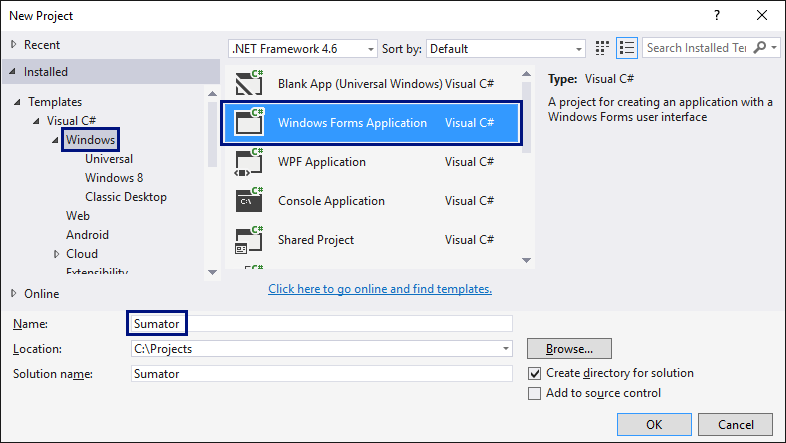 New Project
?
Recent
.NET Framework 4.6
Sort by:
Default
Search Installed Te
Installed
Templates
Visual C#
Windows
Universal
Windows 8
Classic Desktop
Web
Android
Cloud
Extensibility
Online
C#
Blank App (Universal Windows) Visual C#
C#
Windows Forms Application Visual C#
C#
WPF Application Visual C#
C#
C:\
Console Application Visual C#
C#
Shared Project Visual C#
C#
Click here to go online and find templates.
Type: Visual C#
A project for creating an application with a
Windows Forms user interface
Name: Sumator
Location: C:\Projects
Browse...
Solution name: Sumator
Create directory for solution
Add to source control
OK
Cancel